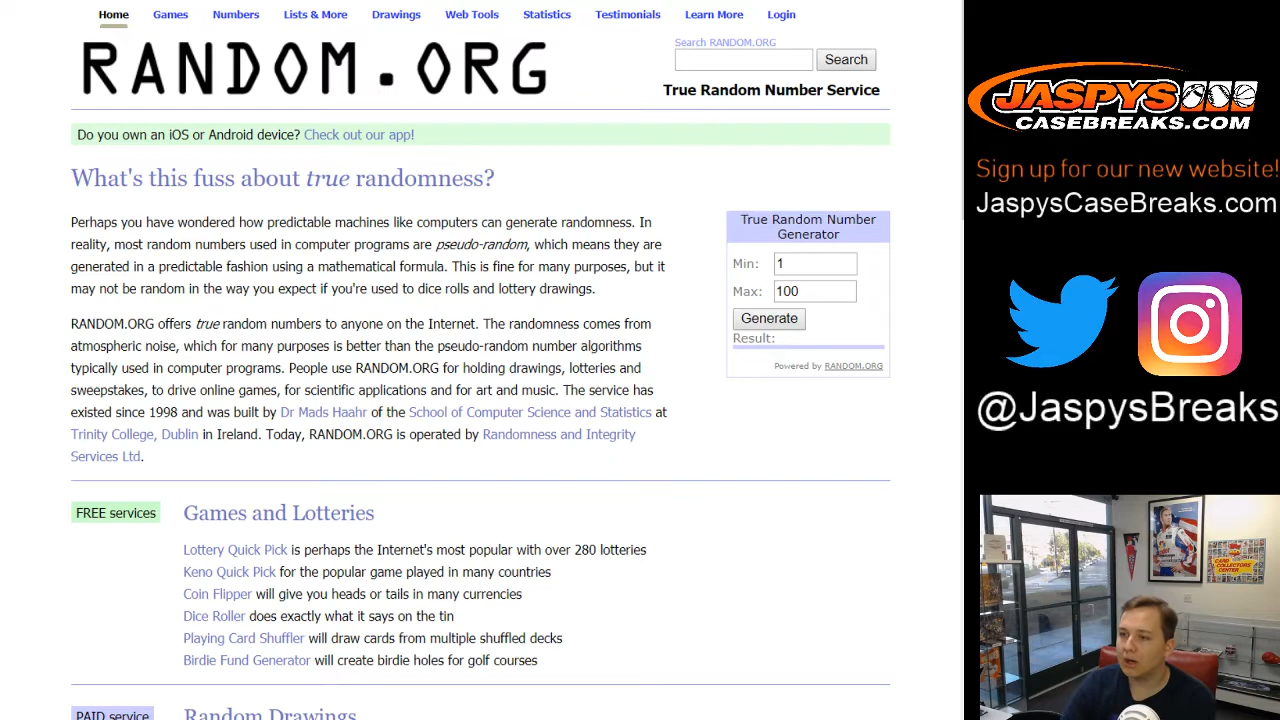 Home Games Numbers Lists & More Drawings Web Tools Statistics Testimonials Learn More Login
RANDOM.ORG
Search RANDOM.ORG
Search
True Random Number Service
Do you own an iOS or Android device? Check out our app!
What's this fuss about true randomness?
Perhaps you have wondered how predictable machines like computers can generate randomness. In
reality, most random numbers used in computer programs are pseudo-random, which means they are
generated in a predictable fashion using a mathematical formula. This is fine for many purposes, but it
may not be random in the way you expect if you're used to dice rolls and lottery drawings.
RANDOM.ORG offers true random numbers to anyone on the Internet. The randomness comes from
atmospheric noise, which for many purposes is better than the pseudo-random number algorithms
typically used in computer programs. People use RANDOM.ORG for holding drawings, lotteries and
sweepstakes, to drive online games, for scientific applications and for art and music. The service has
existed since 1998 and was built by Dr Mads Haahr of the School of Computer Science and Statistics at
Trinity College, Dublin in Ireland. Today, RANDOM.ORG is operated by Randomness and Integrity
Services Ltd.
True Random Number
Generator
Min: 1
Max: 100
Generate
Result:
Powered by RANDOM.ORG
FREE services
Games and Lotteries
Lottery Quick Pick is perhaps the Internet's most popular with over 280 lotteries
Keno Quick Pick for the popular game played in many countries
Coin Flipper will give you heads or tails in many currencies
Dice Roller does exactly what it says on the tin
Playing Card Shuffler will draw cards from multiple shuffled decks
Birdie Fund Generator will create birdie holes for golf courses
PAID service
Random Drawings
JASPYS
CASEBREAKS.COM
Sign up for our new website!
JaspysCaseBreaks.com
@JaspysBreaks
CARD
COLLECTORS
CENTER